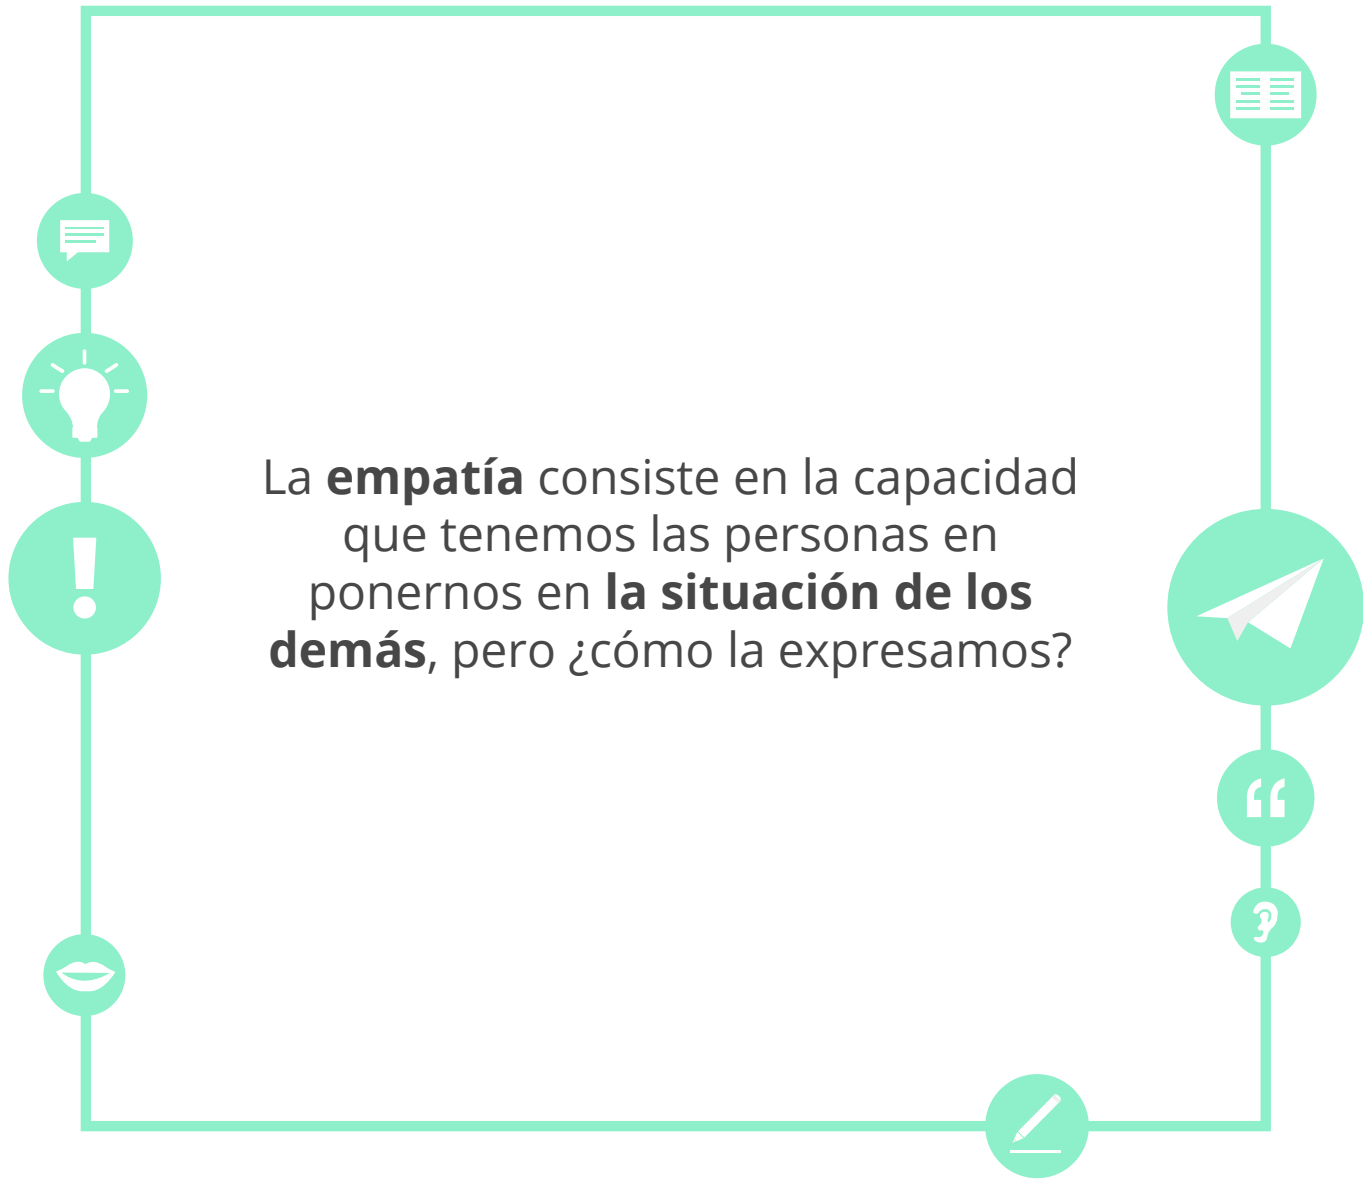 La empatía consiste en la capacidad
que tenemos las personas en
ponernos en la situación de los
demás, pero ¿cómo la expresamos?